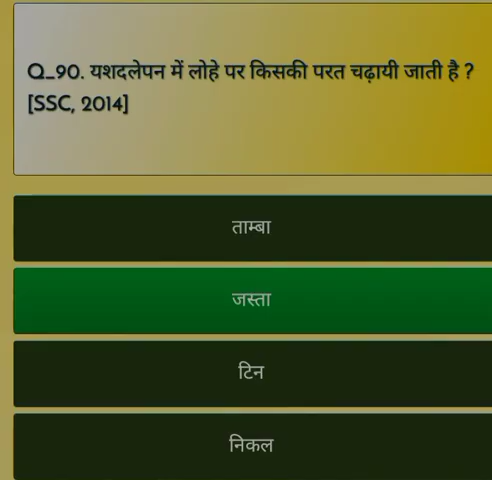 Q_90. यशदलेपन में लोहे पर किसकी परत चढ़ायी जाती है ?
[SSC, 2014]
ताम्बा
जस्ता
टिन
निकल